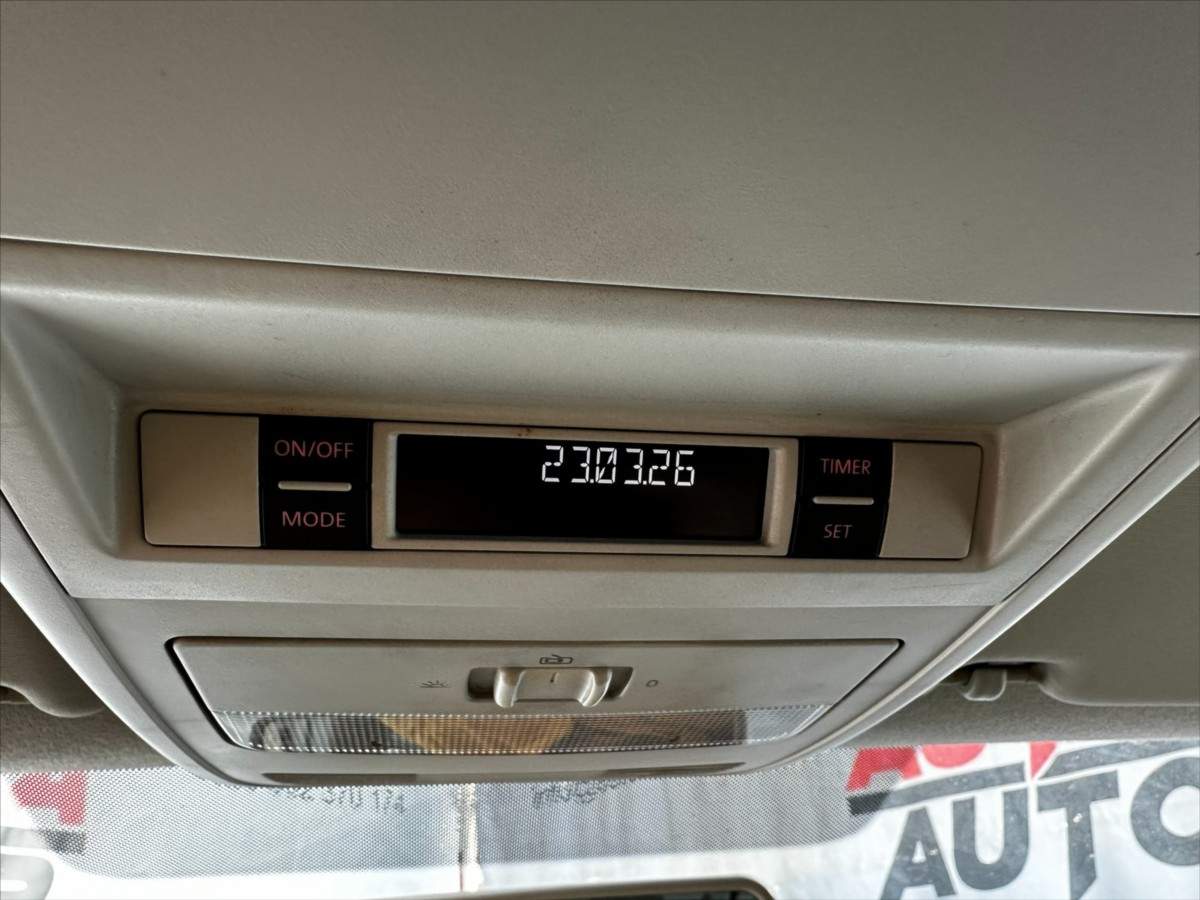 ON/OFF
MODE
23.03.26
TIMER
SET
O
AUTO